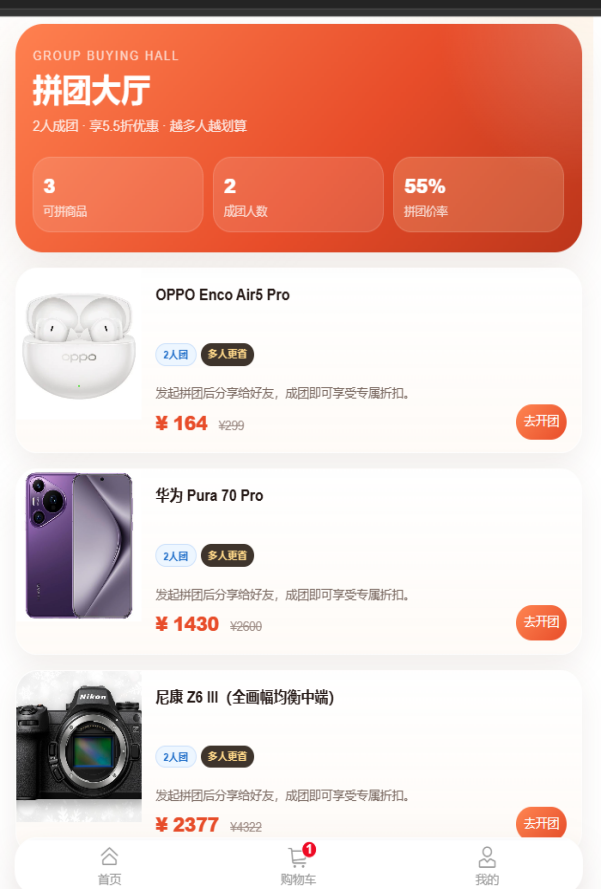 GROUP BUYING HALL
拼团大厅
2人成团 · 享5.5折优惠 · 越多人越划算
3
可拼商品
2
成团人数
55%
拼团价率
oppo
OPPO Enco Air5 Pro
2人团 多人更省
发起拼团后分享给好友，成团即可享受专属折扣。
¥ 164 ¥299
去开团
华为 Pura 70 Pro
2人团 多人更省
发起拼团后分享给好友，成团即可享受专属折扣。
¥ 1430 ¥2600
去开团
Nikon
尼康 Z6 III（全画幅均衡中端）
2人团 多人更省
发起拼团后分享给好友，成团即可享受专属折扣。
¥ 2377 ¥4322
去开团
1
首页 购物车 我的